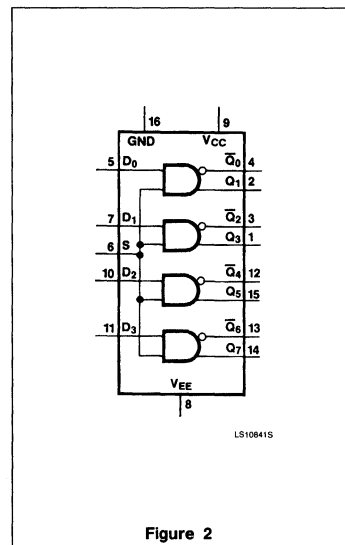 16 9
GND VCC
5 D0 Q̅0 4
Q1 2
7 D1 Q̅2 3
6 S Q3 1
10 D2 Q̅4 12
Q5 15
11 D3 Q̅6 13
Q7 14
VEE
8
LS10841S
Figure 2